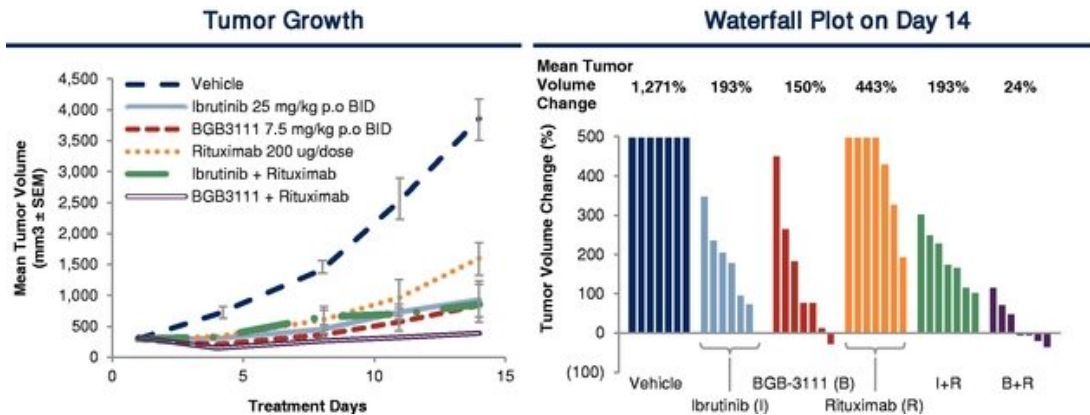 Tumor Growth
4,500
4,000
3,500
3,000
2,500
2,000
1,500
1,000
500
0
Mean Tumor Volume
(mm3 ± SEM)
Vehicle
Ibrutinib 25 mg/kg p.o BID
BGB3111 7.5 mg/kg p.o BID
Rituximab 200 ug/dose
Ibrutinib + Rituximab
BGB3111 + Rituximab
0 5 10 15
Treatment Days
Waterfall Plot on Day 14
Mean Tumor
Volume
Change
1,271% 193% 150% 443% 193% 24%
Tumor Volume Change (%)
500
400
300
200
100
0
(100)
Vehicle BGB-3111 (B) I+R B+R
Ibrutinib (I) Rituximab (R)